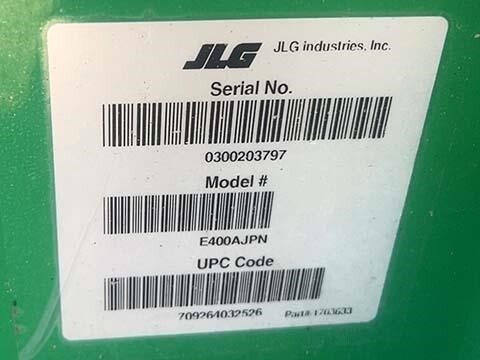 JLG JLG industries, Inc.
Serial No.
0300203797
Model #
E400AJPN
UPC Code
709264032526 Part# 1703633